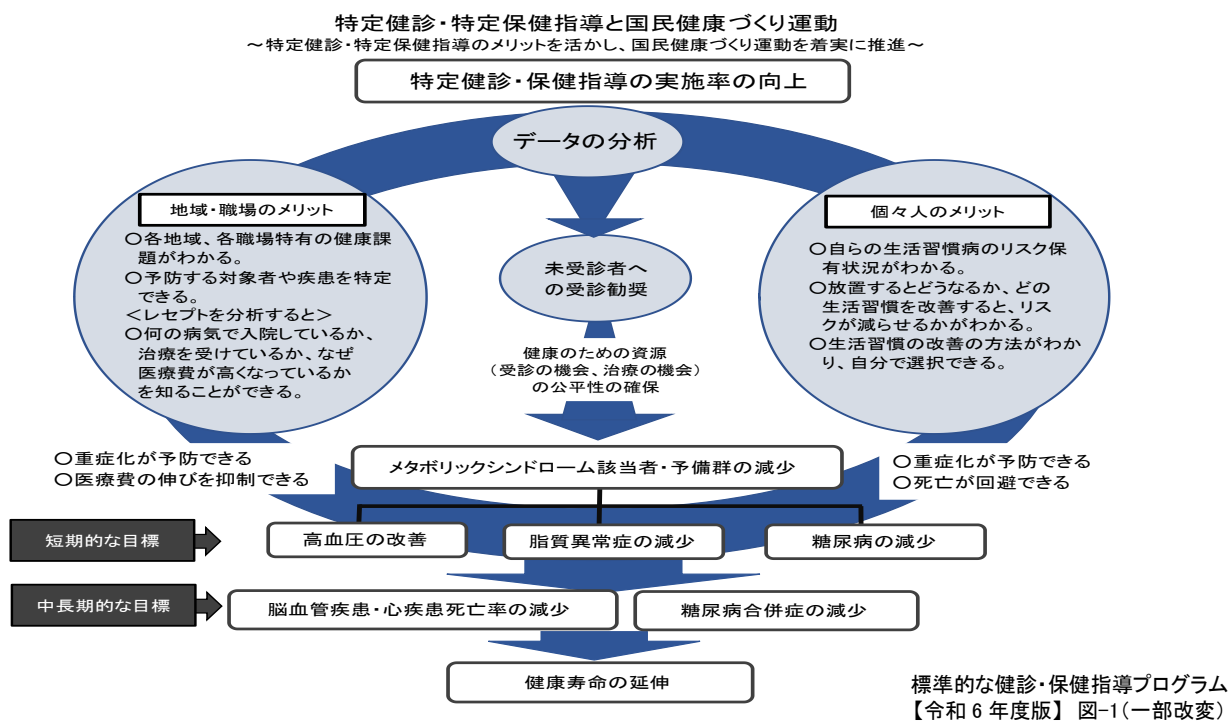 特定健診・特定保健指導と国民健康づくり運動
～特定健診・特定保健指導のメリットを活かし、国民健康づくり運動を着実に推進～
特定健診・保健指導の実施率の向上
データの分析
地域・職場のメリット
〇各地域、各職場特有の健康課
題がわかる。
〇予防する対象者や疾患を特定
できる。
＜レセプトを分析すると＞
〇何の病気で入院しているか、
治療を受けているか、なぜ
医療費が高くなっているか
を知ることができる。
未受診者へ
の受診勧奨
健康のための資源
（受診の機会、治療の機会）
の公平性の確保
個々人のメリット
〇自らの生活習慣病のリスク保
有状況がわかる。
〇放置するとどうなるか、どの
生活習慣を改善すると、リス
クが減らせるかがわかる。
〇生活習慣の改善の方法がわか
り、自分で選択できる。
〇重症化が予防できる
〇医療費の伸びを抑制できる
メタボリックシンドローム該当者・予備群の減少
〇重症化が予防できる
〇死亡が回避できる
短期的な目標
高血圧の改善
脂質異常症の減少
糖尿病の減少
中長期的な目標
脳血管疾患・心疾患死亡率の減少
糖尿病合併症の減少
健康寿命の延伸
標準的な健診・保健指導プログラム
【令和６年度版】 図-1（一部改変）